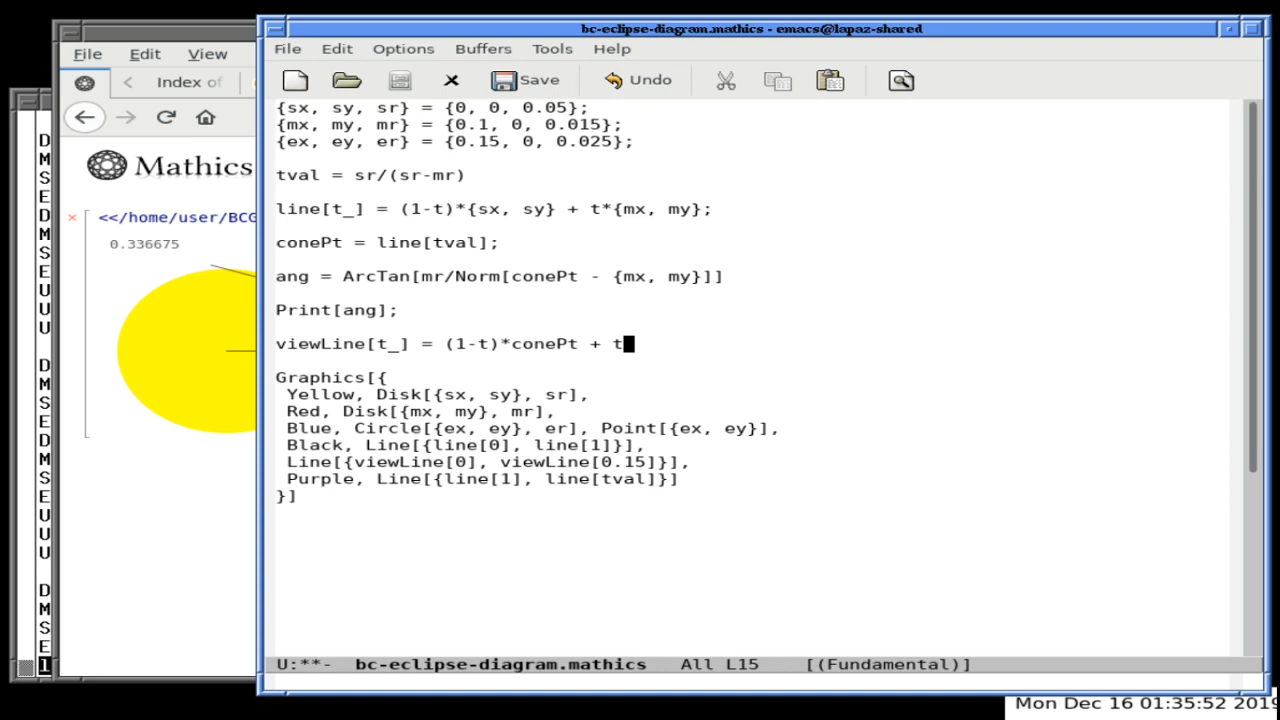 bc-eclipse-diagram.mathics - emacs@lapaz-shared
File Edit View
File Edit Options Buffers Tools Help
Index of
Save Undo
Mathics
<</home/user/BCG
0.336675
D
M
S
E
D
M
S
E
U
U
U
D
M
S
E
D
M
S
E
U
U
U
D
M
S
E
1
{sx, sy, sr} = {0, 0, 0.05};
{mx, my, mr} = {0.1, 0, 0.015};
{ex, ey, er} = {0.15, 0, 0.025};
tval = sr/(sr-mr)
line[t_] = (1-t)*{sx, sy} + t*{mx, my};
conePt = line[tval];
ang = ArcTan[mr/Norm[conePt - {mx, my}]]
Print[ang];
viewLine[t_] = (1-t)*conePt + t
Graphics[{
Yellow, Disk[{sx, sy}, sr],
Red, Disk[{mx, my}, mr],
Blue, Circle[{ex, ey}, er], Point[{ex, ey}],
Black, Line[{line[0], line[1]}],
Line[{viewLine[0], viewLine[0.15]}],
Purple, Line[{line[1], line[tval]}]
}]
U:**- bc-eclipse-diagram.mathics All L15 [(Fundamental)]
Mon Dec 16 01:35:52 2019